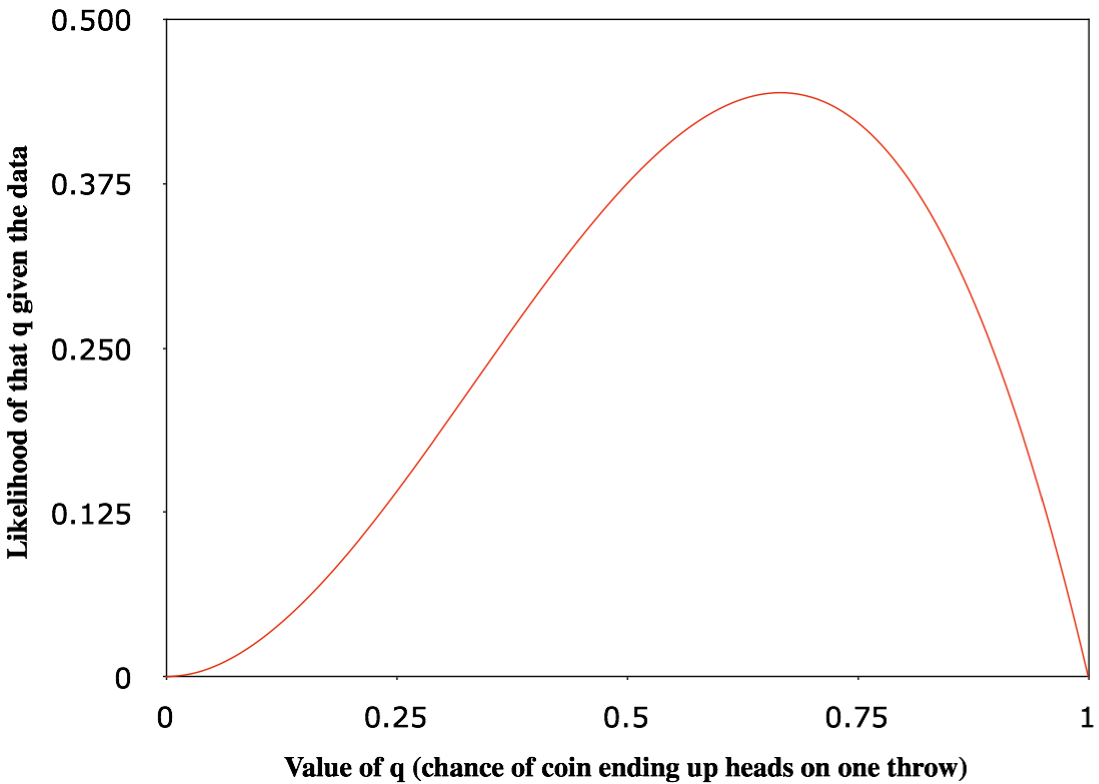 0.500
0.375
0.250
0.125
0
Likelihood of that q given the data
0 0.25 0.5 0.75 1
Value of q (chance of coin ending up heads on one throw)